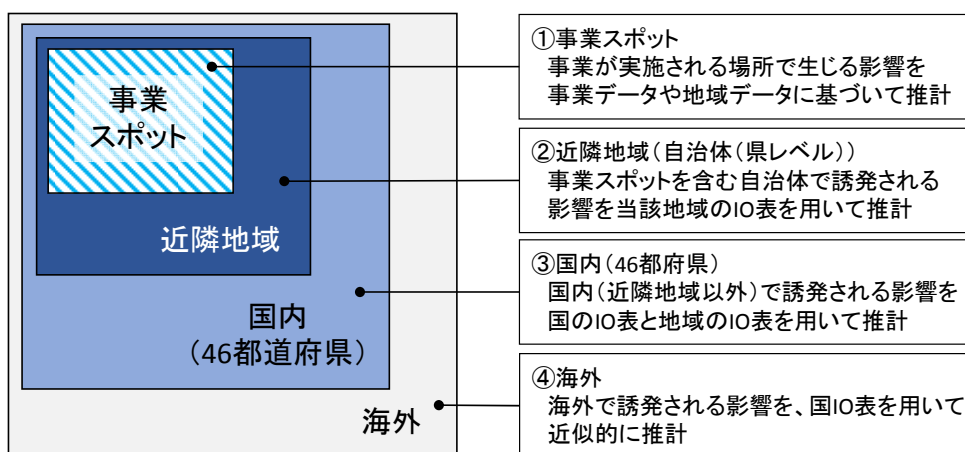 事業
スポット
近隣地域
国内
（46都道府県）
海外
①事業スポット
事業が実施される場所で生じる影響を
事業データや地域データに基づいて推計
②近隣地域（自治体（県レベル））
事業スポットを含む自治体で誘発される
影響を当該地域のIO表を用いて推計
③国内（46都府県）
国内（近隣地域以外）で誘発される影響を
国のIO表と地域のIO表を用いて推計
④海外
海外で誘発される影響を、国IO表を用いて
近似的に推計